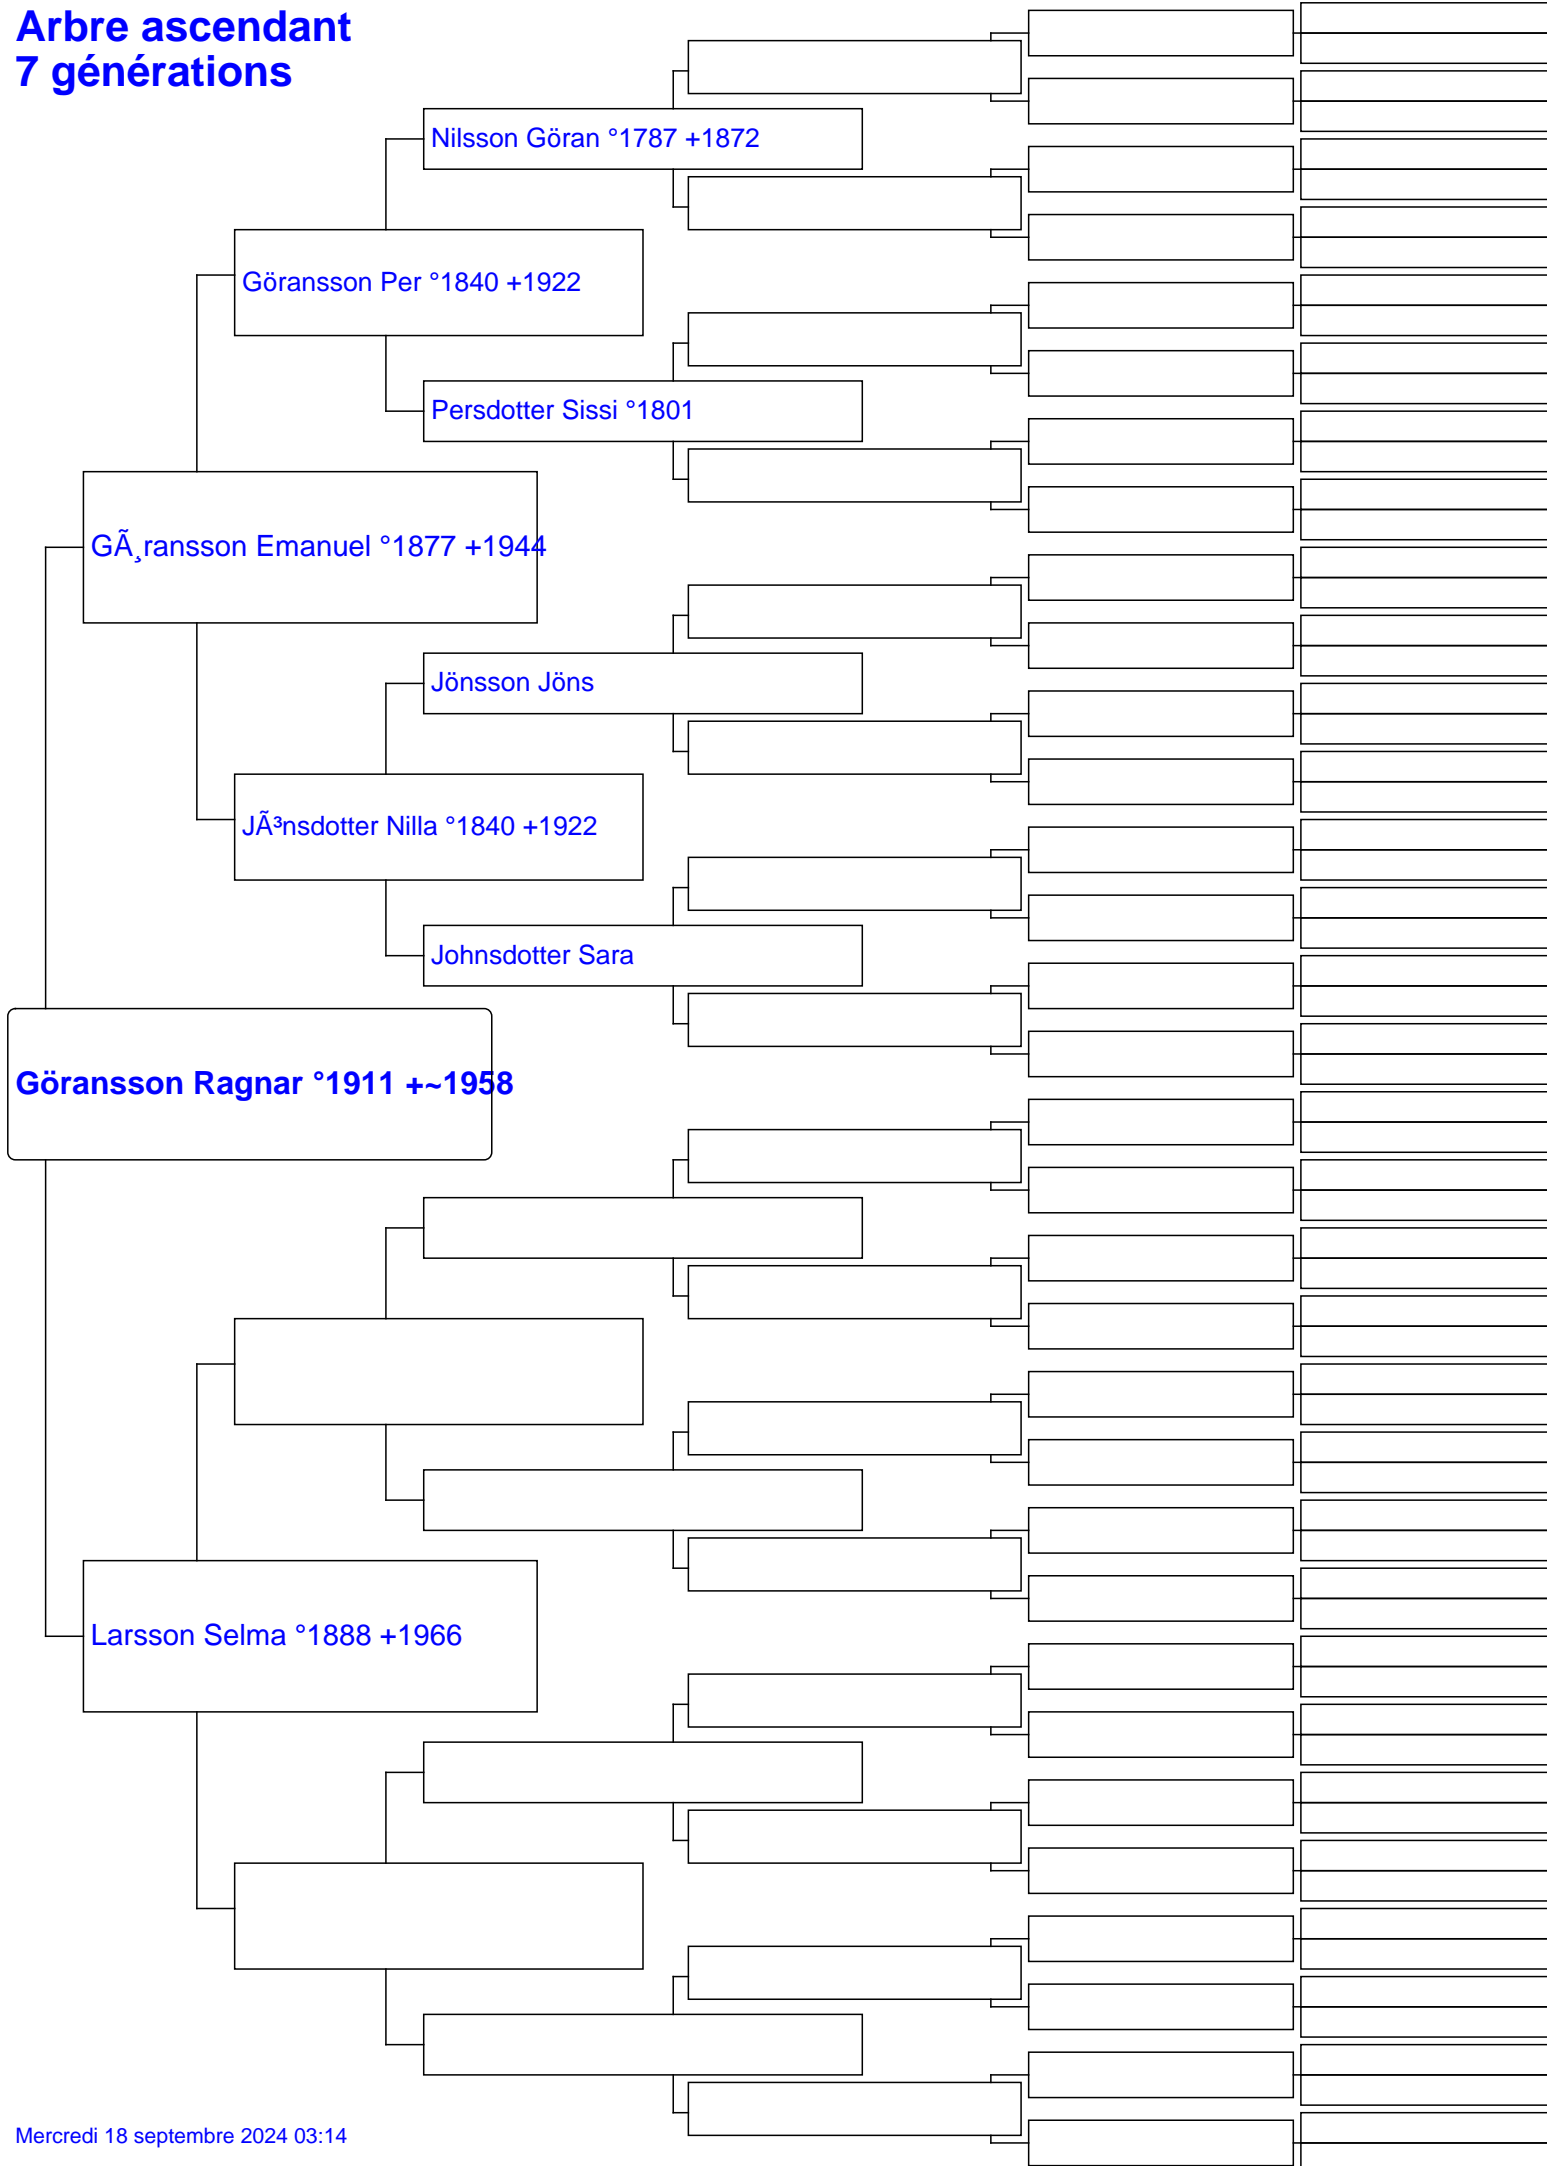 Arbre ascendant
7 générations
Nilsson Göran °1787 +1872
Göransson Per °1840 +1922
Persdotter Sissi °1801
GÃ¸ransson Emanuel °1877 +1944
Jönsson Jöns
JÃ³nsdotter Nilla °1840 +1922
Johnsdotter Sara
Göransson Ragnar °1911 +~1958
Larsson Selma °1888 +1966
Mercredi 18 septembre 2024 03:14